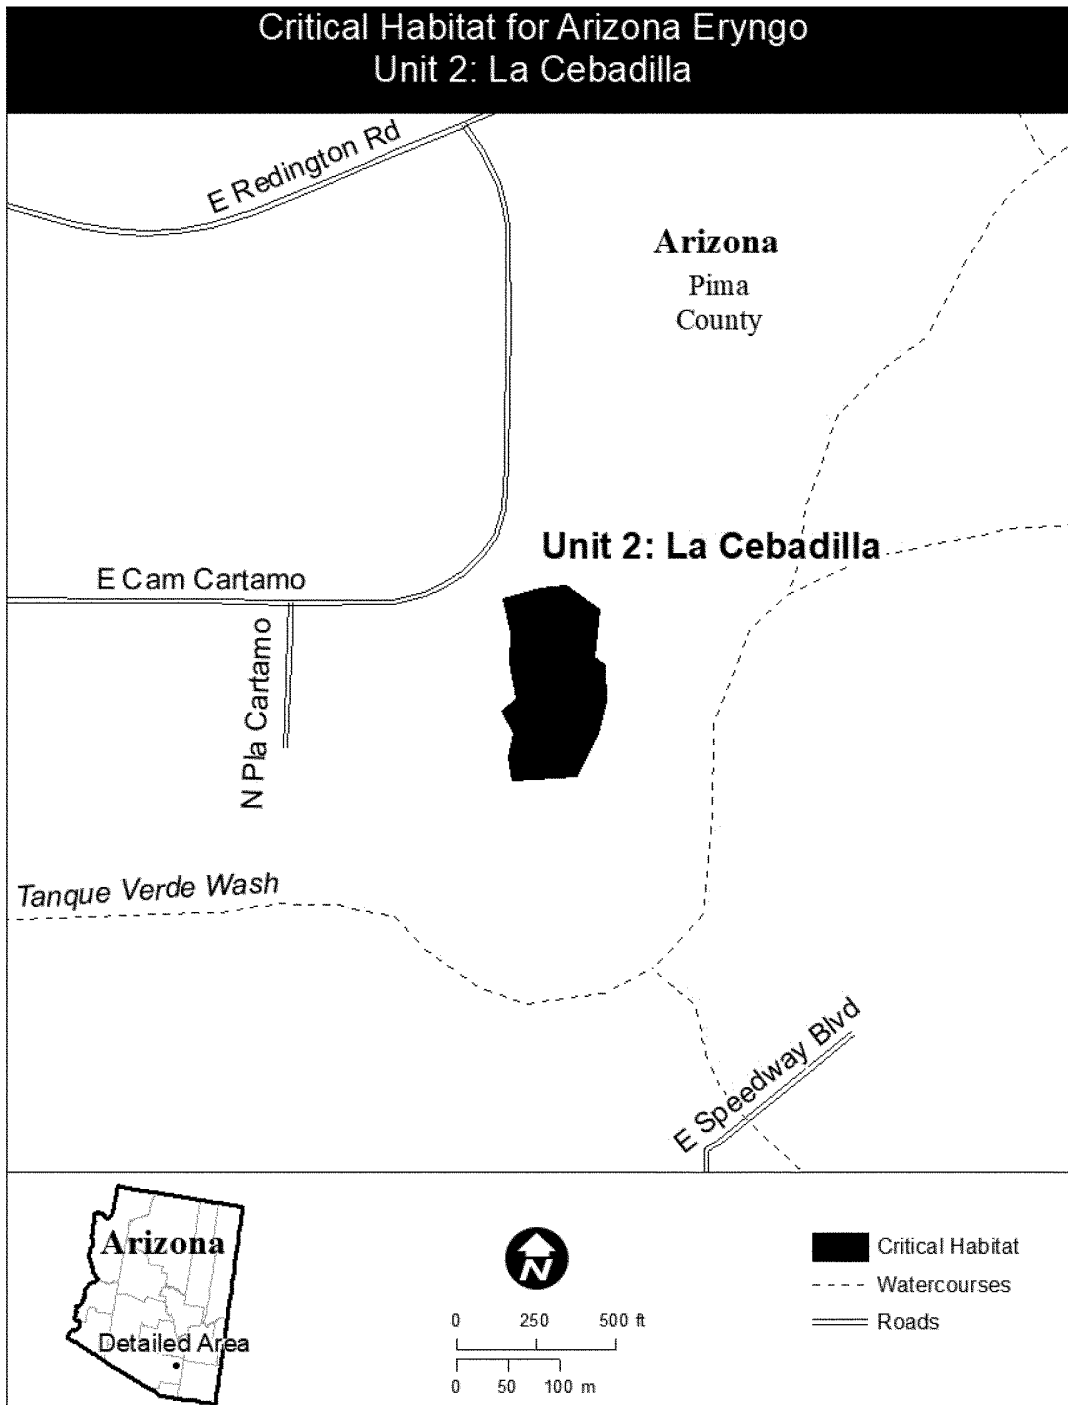 Critical Habitat for Arizona Eryngo
Unit 2: La Cebadilla
E Redington Rd
Arizona
Pima
County
Unit 2: La Cebadilla
E Cam Cartamo
N Pla Cartamo
Tanque Verde Wash
E Speedway Blvd
Arizona
Detailed Area
N
0 250 500 ft
0 50 100 m
Critical Habitat
Watercourses
Roads